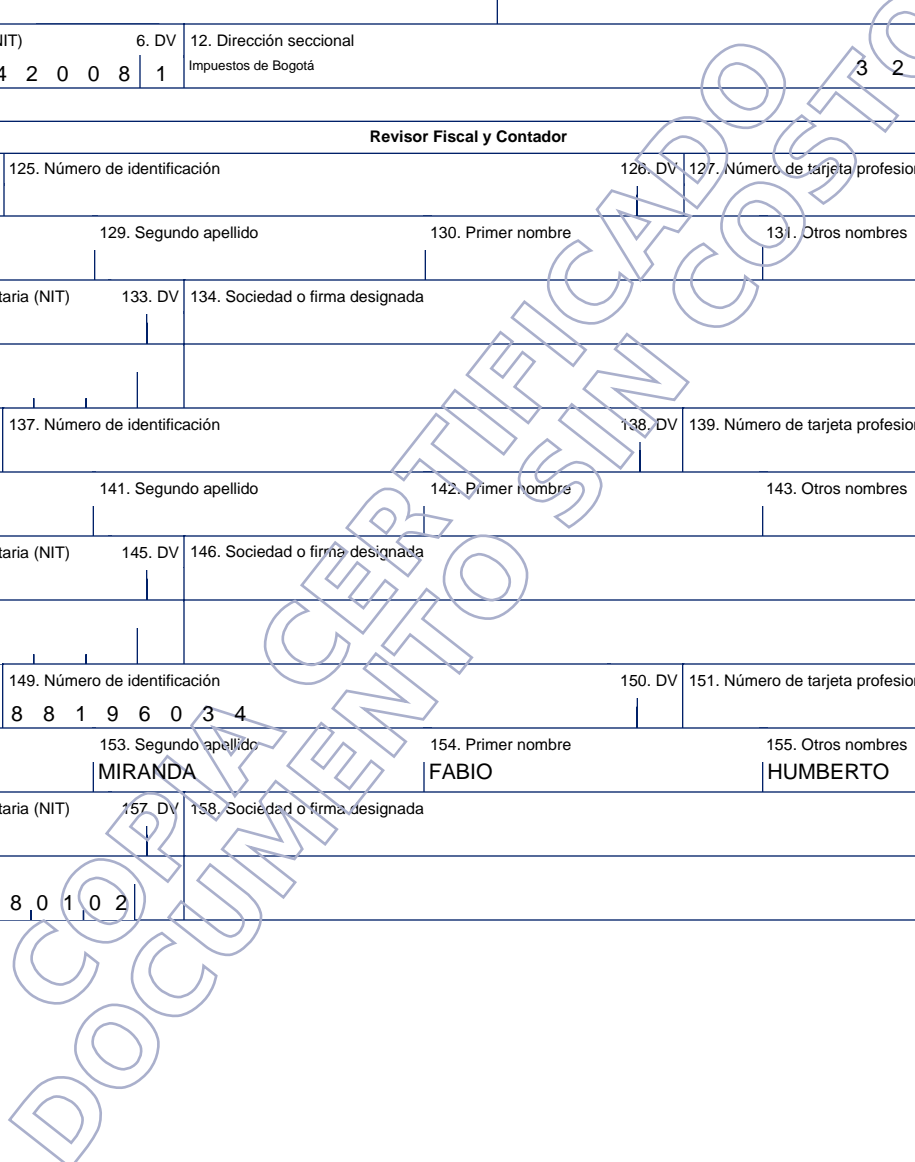 NIT) 6. DV 12. Dirección seccional
4 2 0 0 8 1 Impuestos de Bogotá 3 2
Revisor Fiscal y Contador
125. Número de identificación 126. DV 127. Número de tarjeta profesion
129. Segundo apellido 130. Primer nombre 131. Otros nombres
taria (NIT) 133. DV 134. Sociedad o firma designada
137. Número de identificación 138. DV 139. Número de tarjeta profesion
141. Segundo apellido 142. Primer nombre 143. Otros nombres
taria (NIT) 145. DV 146. Sociedad o firma designada
149. Número de identificación 150. DV 151. Número de tarjeta profesion
8 8 1 9 6 0 3 4
153. Segundo apellido 154. Primer nombre 155. Otros nombres
MIRANDA FABIO HUMBERTO
taria (NIT) 157. DV 158. Sociedad o firma designada
8 0 1 0 2
COPIA CERTIFICADO
DOCUMENTO SIN COSTO